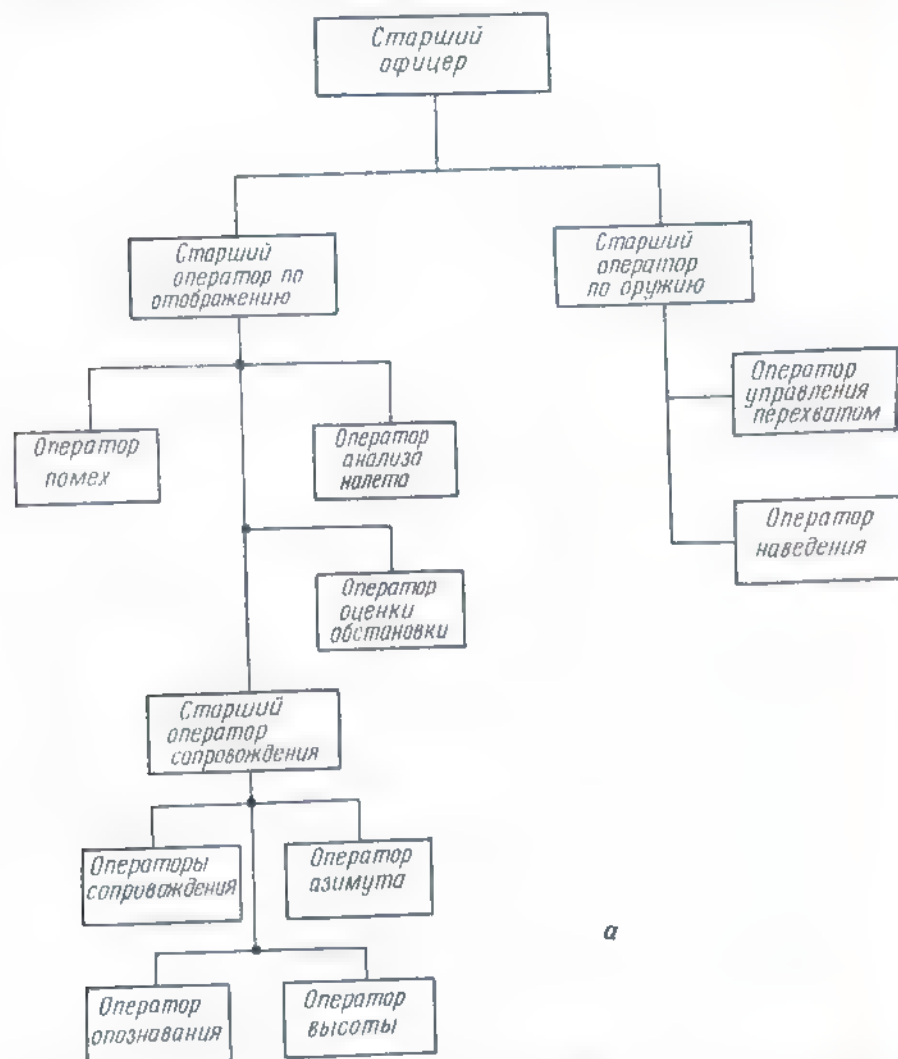 Старший
офицер
Старший
оператор по
отображению
Старший
оператор
по оружию
Оператор
помех
Оператор
анализа
налета
Оператор
управления
перехватом
Оператор
наведения
Оператор
оценки
обстановки
Старший
оператор
сопровождения
Операторы
сопровождения
Оператор
азимута
а
Оператор
опознавания
Оператор
высоты